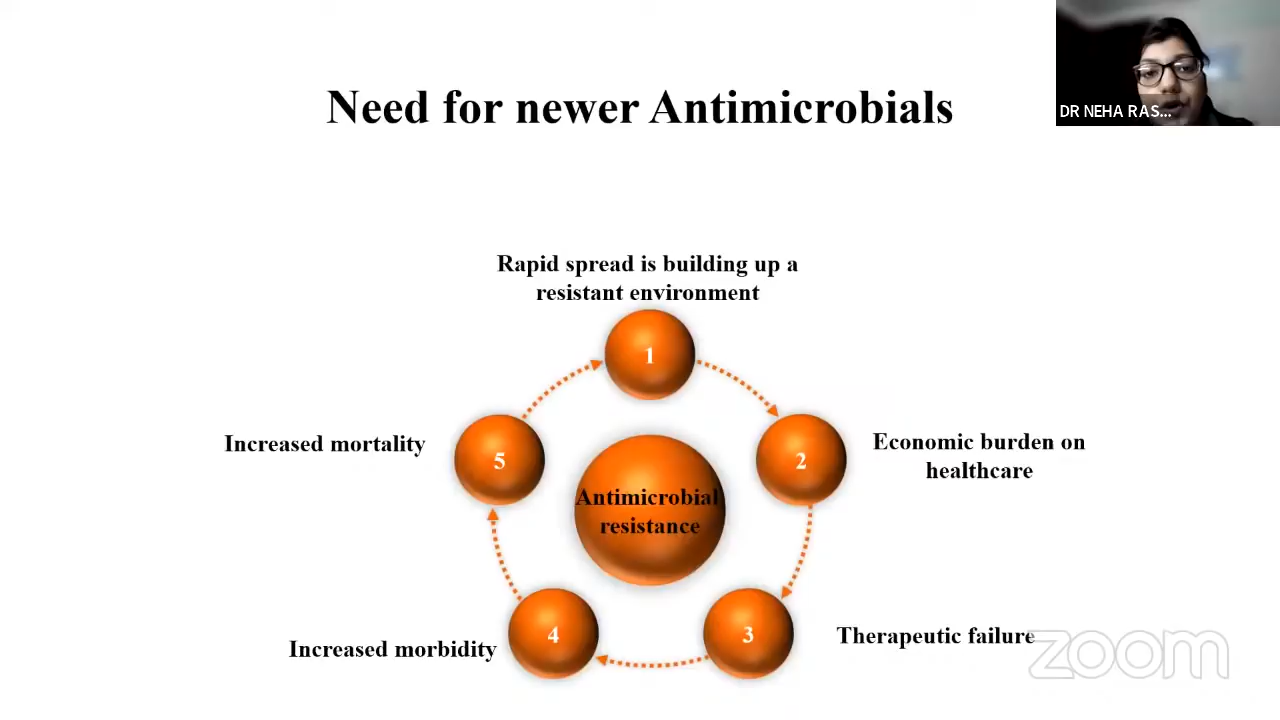 Need for newer Antimicrobials
DR NEHA RAS...
Rapid spread is building up a
resistant environment
1
Increased mortality
5
2
Economic burden on
healthcare
Antimicrobial
resistance
4
3
Increased morbidity
Therapeutic failure
zoom